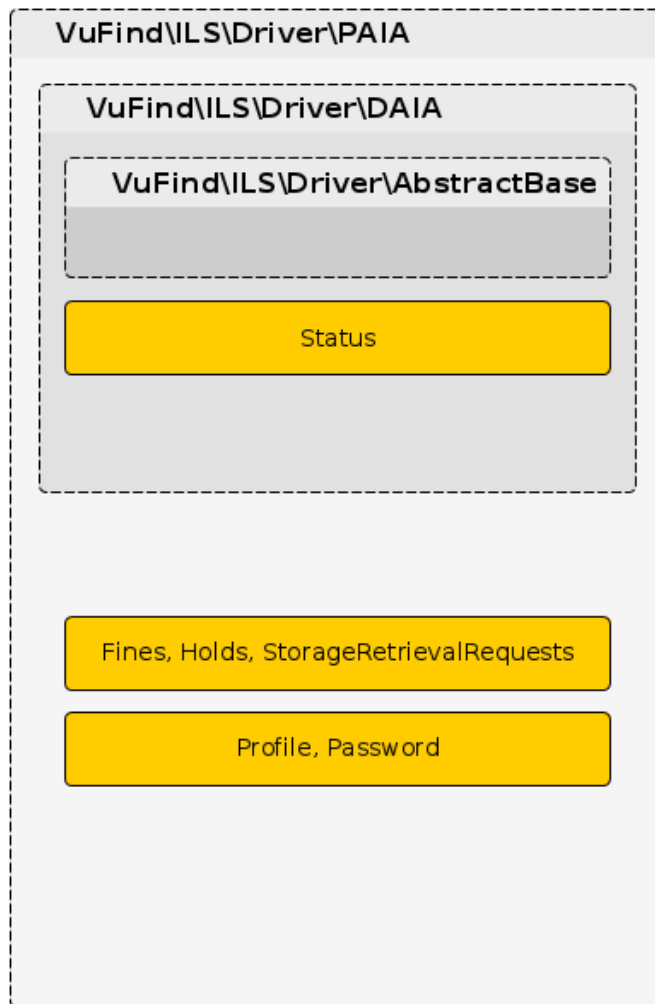 VuFind\ILS\Driver\PAIA
VuFind\ILS\Driver\DAIA
VuFind\ILS\Driver\AbstractBase
Status
Fines, Holds, StorageRetrievalRequests
Profile, Password